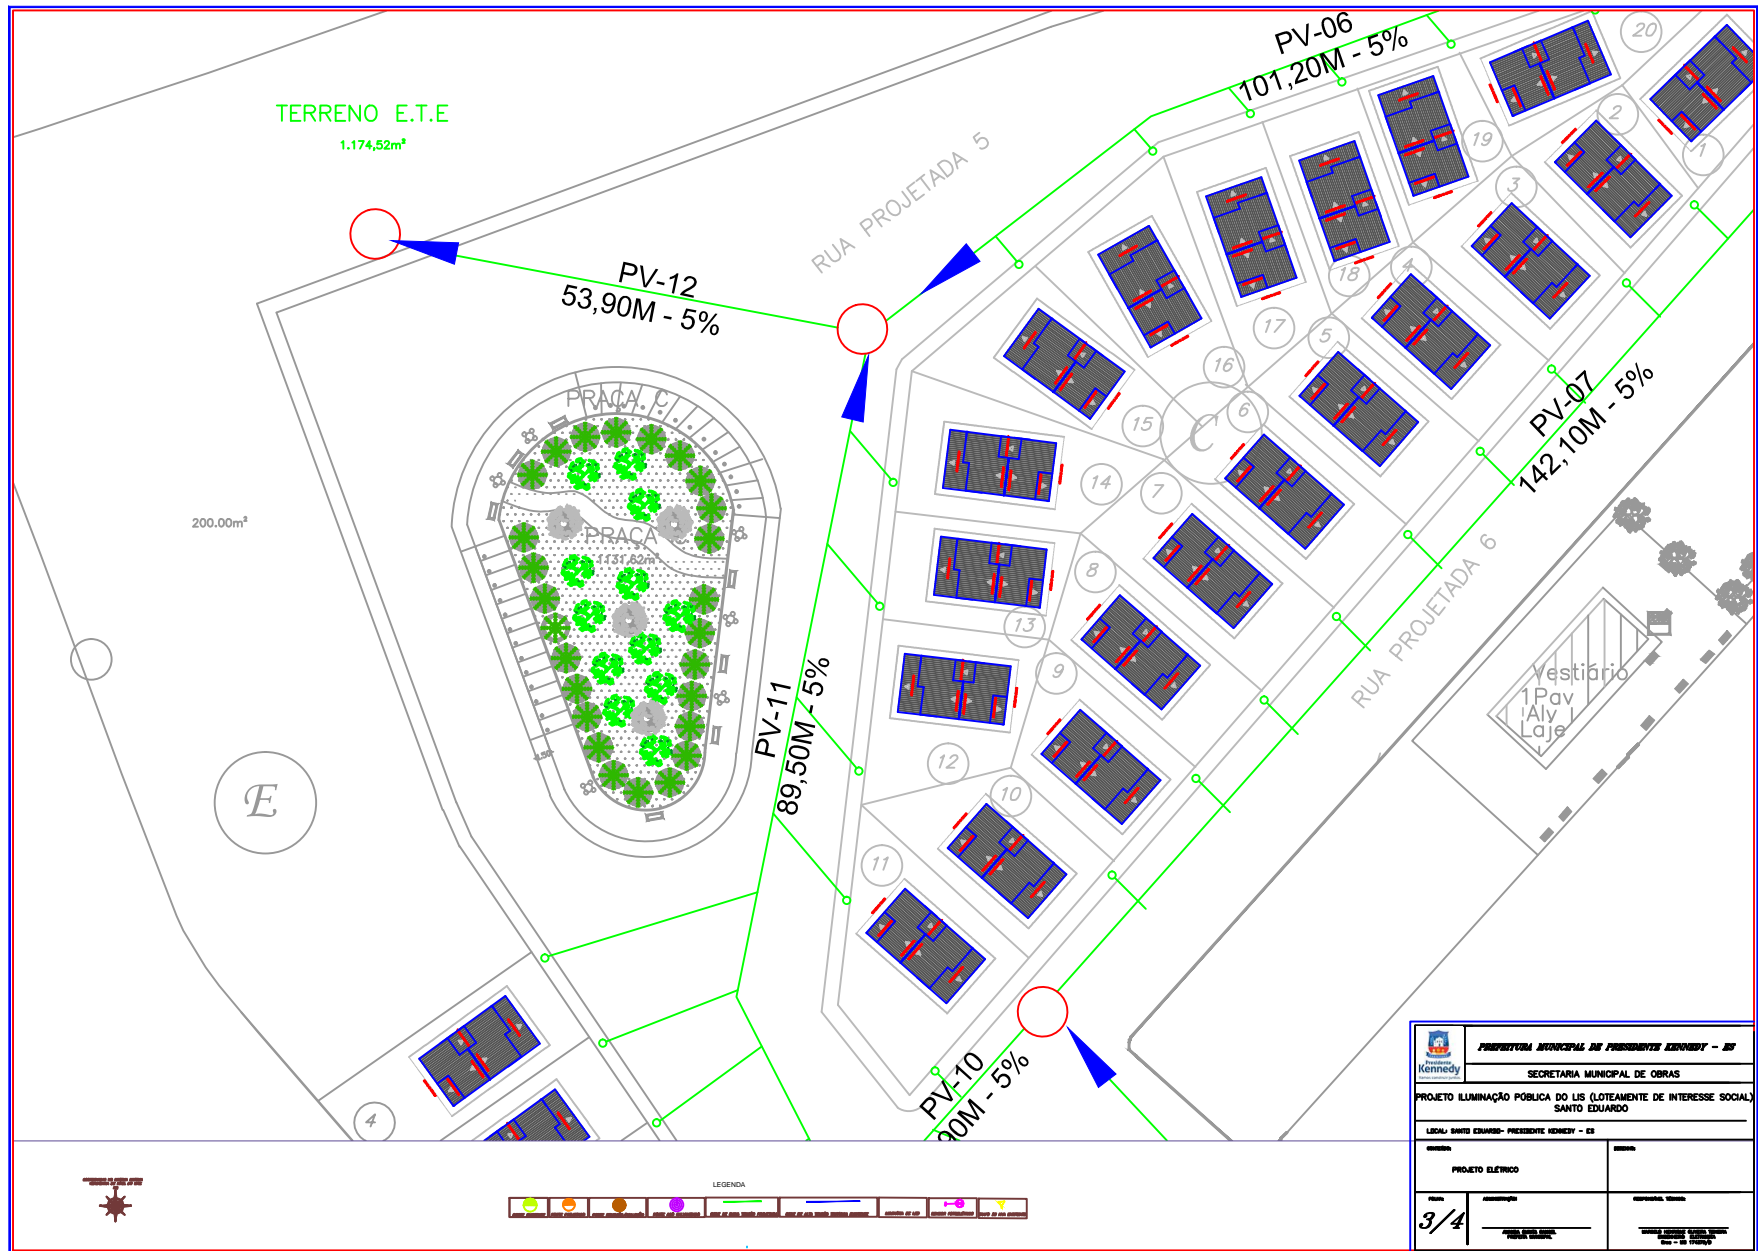 PV-06
101,20M - 5%
TERRENO E.T.E
1.174,52m²
RUA PROJETADA 5
PV-12
53,90M - 5%
20
19
2
1
3
18
4
17
5
16
6
15
C
14
7
PV-07
142,10M - 5%
PRAÇA C
PRAÇA
1131,62m²
200.00m²
8
13
9
RUA PROJETADA 6
Vestiário
1Pav
Aly
Laje
PV-11
89,50M - 5%
12
10
11
E
4
PV-10
90M - 5%
LEGENDA
Presidente
Kennedy
PREFEITURA MUNICIPAL DE PRESIDENTE KENNEDY - ES
SECRETARIA MUNICIPAL DE OBRAS
PROJETO ILUMINAÇÃO PÚBLICA DO LIS (LOTEAMENTO DE INTERESSE SOCIAL)
SANTO EDUARDO
LOCAL: SANTO EDUARDO- PRESIDENTE KENNEDY - ES
PROJETO ELÉTRICO
3/4